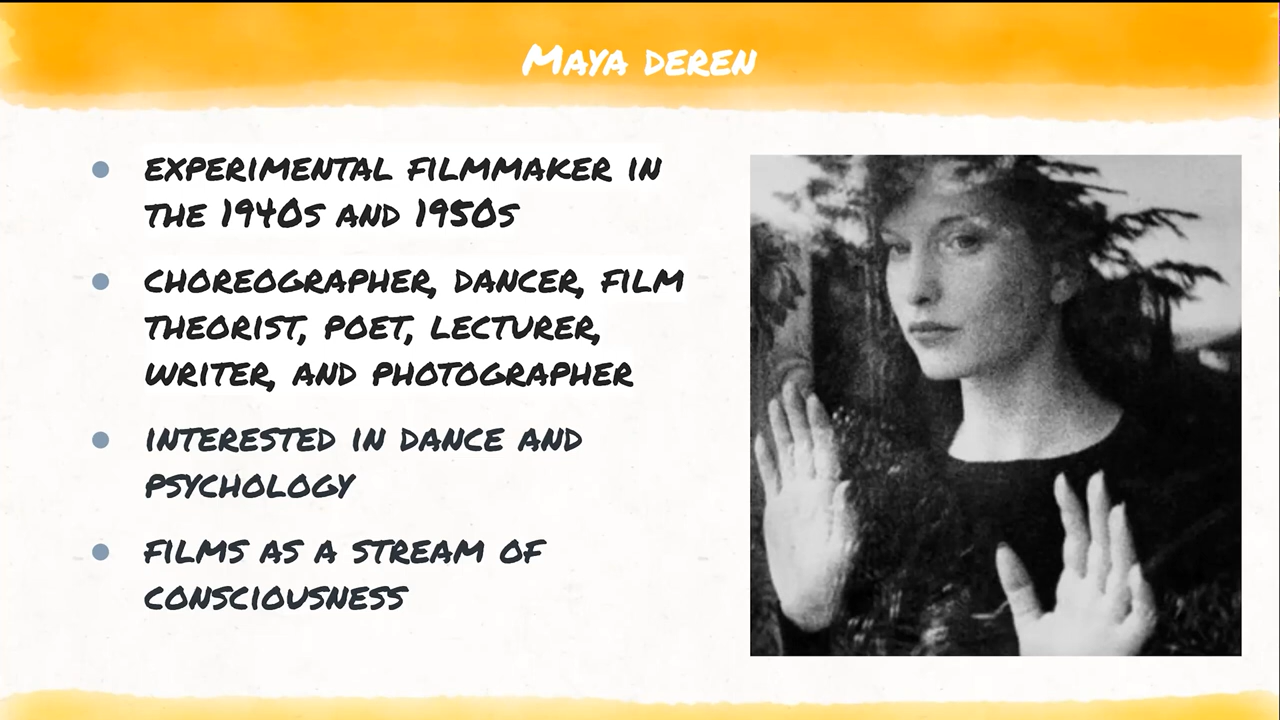 Maya deren
EXPERIMENTAL FILMMAKER IN
THE 1940S AND 1950S
CHOREOGRAPHER, DANCER, FILM
THEORIST, POET, LECTURER,
WRITER, AND PHOTOGRAPHER
INTERESTED IN DANCE AND
PSYCHOLOGY
FILMS AS A STREAM OF
CONSCIOUSNESS